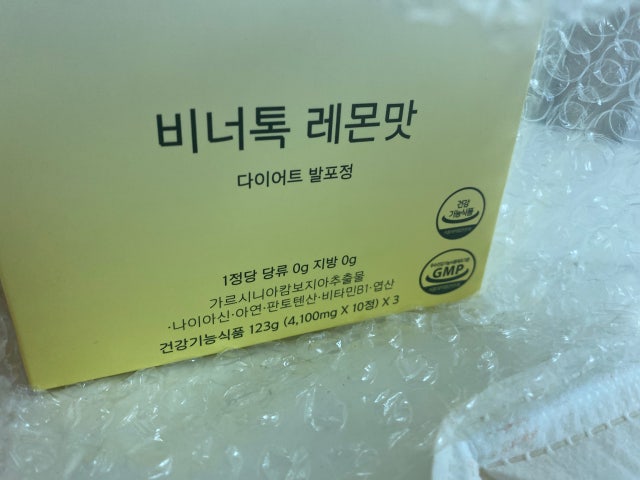 비너톡 레몬맛
다이어트 발포정
건강
기능식품
GMP
1정당 당류 0g 지방 0g
가르시니아캄보지아추출물
·나이아신·아연·판토텐산·비타민B1·엽산
건강기능식품 123g (4,100mg X 10정) X 3